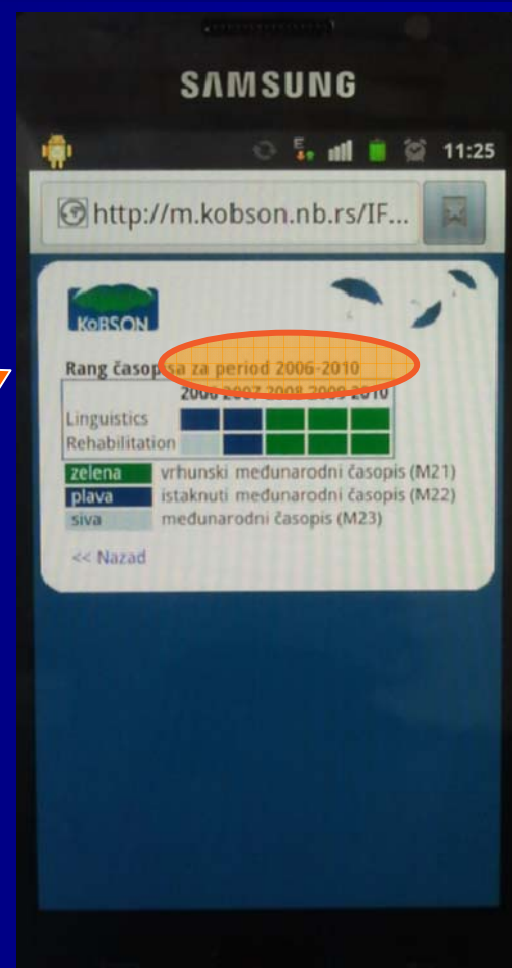 SAMSUNG
11:25
http://m.kobson.nb.rs/IF...
KOBSON
Rang časopisa za period 2006-2010
2006 2007 2008 2009 2010
Linguistics
Rehabilitation
zelena vrhunski međunarodni časopis (M21)
plava istaknuti međunarodni časopis (M22)
siva međunarodni časopis (M23)
<< Nazad